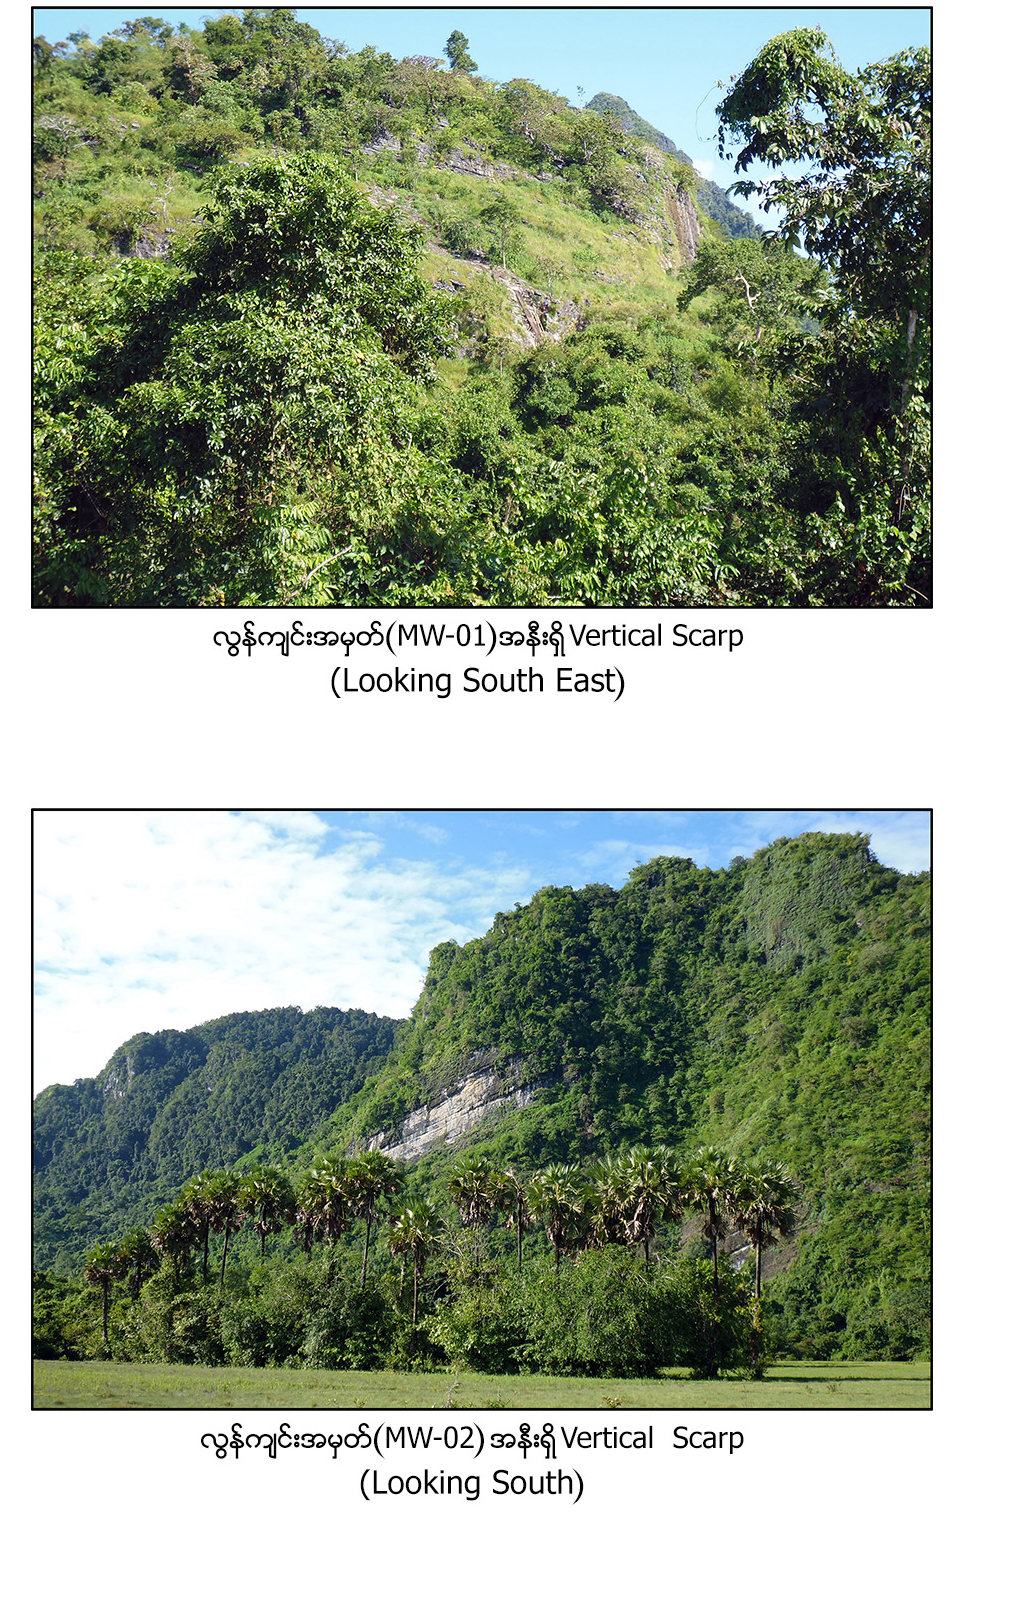 လွန်ကျင်းအမှတ်(MW-01)အနီးရှိ Vertical Scarp
(Looking South East)
လွန်ကျင်းအမှတ်(MW-02) အနီးရှိ Vertical Scarp
(Looking South)